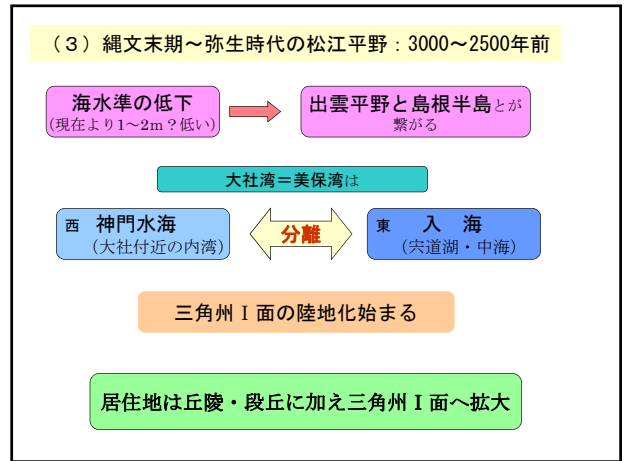 （３）縄文末期～弥生時代の松江平野：3000～2500年前
海水準の低下
(現在より1～2m？低い)
出雲平野と島根半島とが
繋がる
大社湾＝美保湾は
西 神門水海
（大社付近の内湾）
分離
東 入 海
（宍道湖・中海）
三角州Ⅰ面の陸地化始まる
居住地は丘陵・段丘に加え三角州Ⅰ面へ拡大